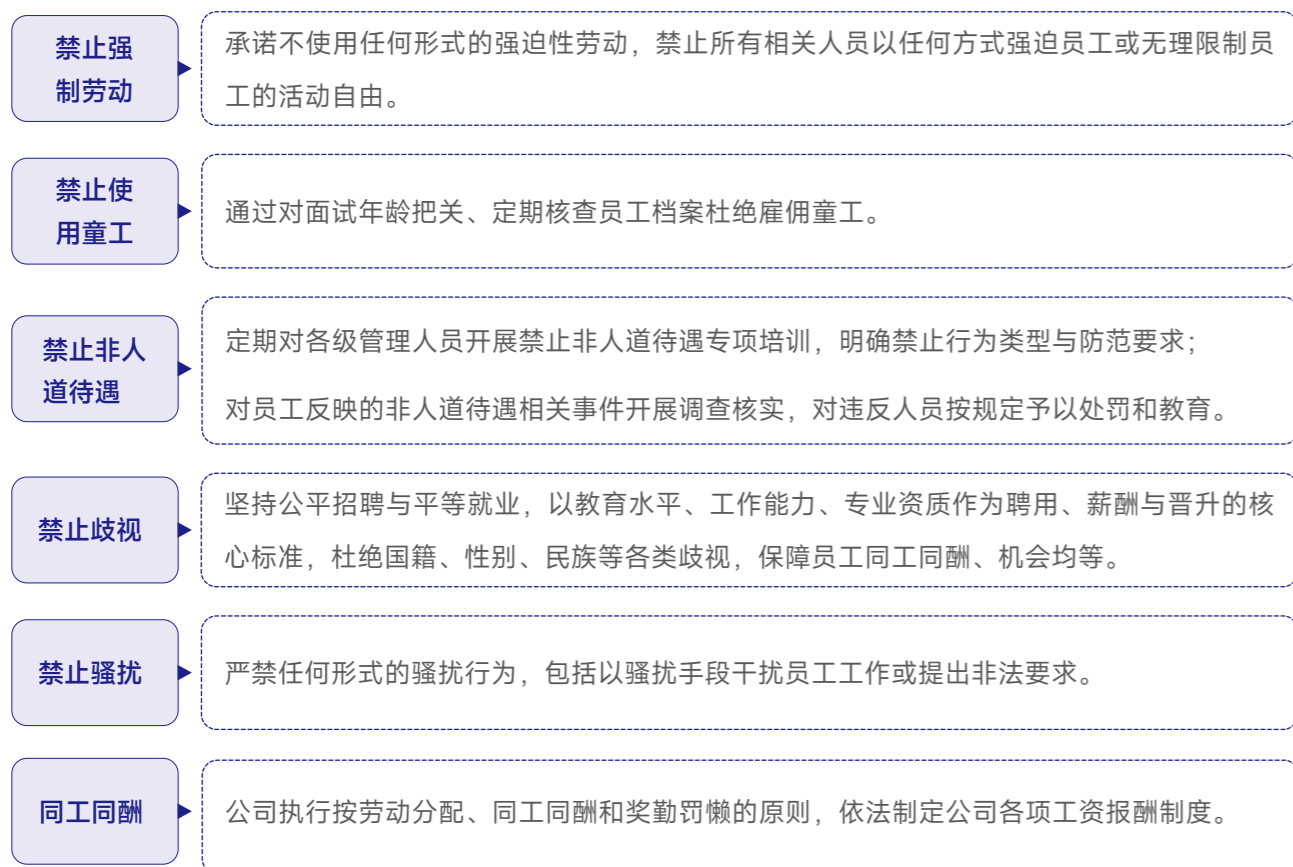 禁止强
制劳动
承诺不使用任何形式的强迫性劳动，禁止所有相关人员以任何方式强迫员工或无理限制员
工的活动自由。
禁止使
用童工
通过对面试年龄把关、定期核查员工档案杜绝雇佣童工。
禁止非人
道待遇
定期对各级管理人员开展禁止非人道待遇专项培训，明确禁止行为类型与防范要求；
对员工反映的非人道待遇相关事件开展调查核实，对违反人员按规定予以处罚和教育。
禁止歧视
坚持公平招聘与平等就业，以教育水平、工作能力、专业资质作为聘用、薪酬与晋升的核
心标准，杜绝国籍、性别、民族等各类歧视，保障员工同工同酬、机会均等。
禁止骚扰
严禁任何形式的骚扰行为，包括以骚扰手段干扰员工工作或提出非法要求。
同工同酬
公司执行按劳动分配、同工同酬和奖勤罚懒的原则，依法制定公司各项工资报酬制度。